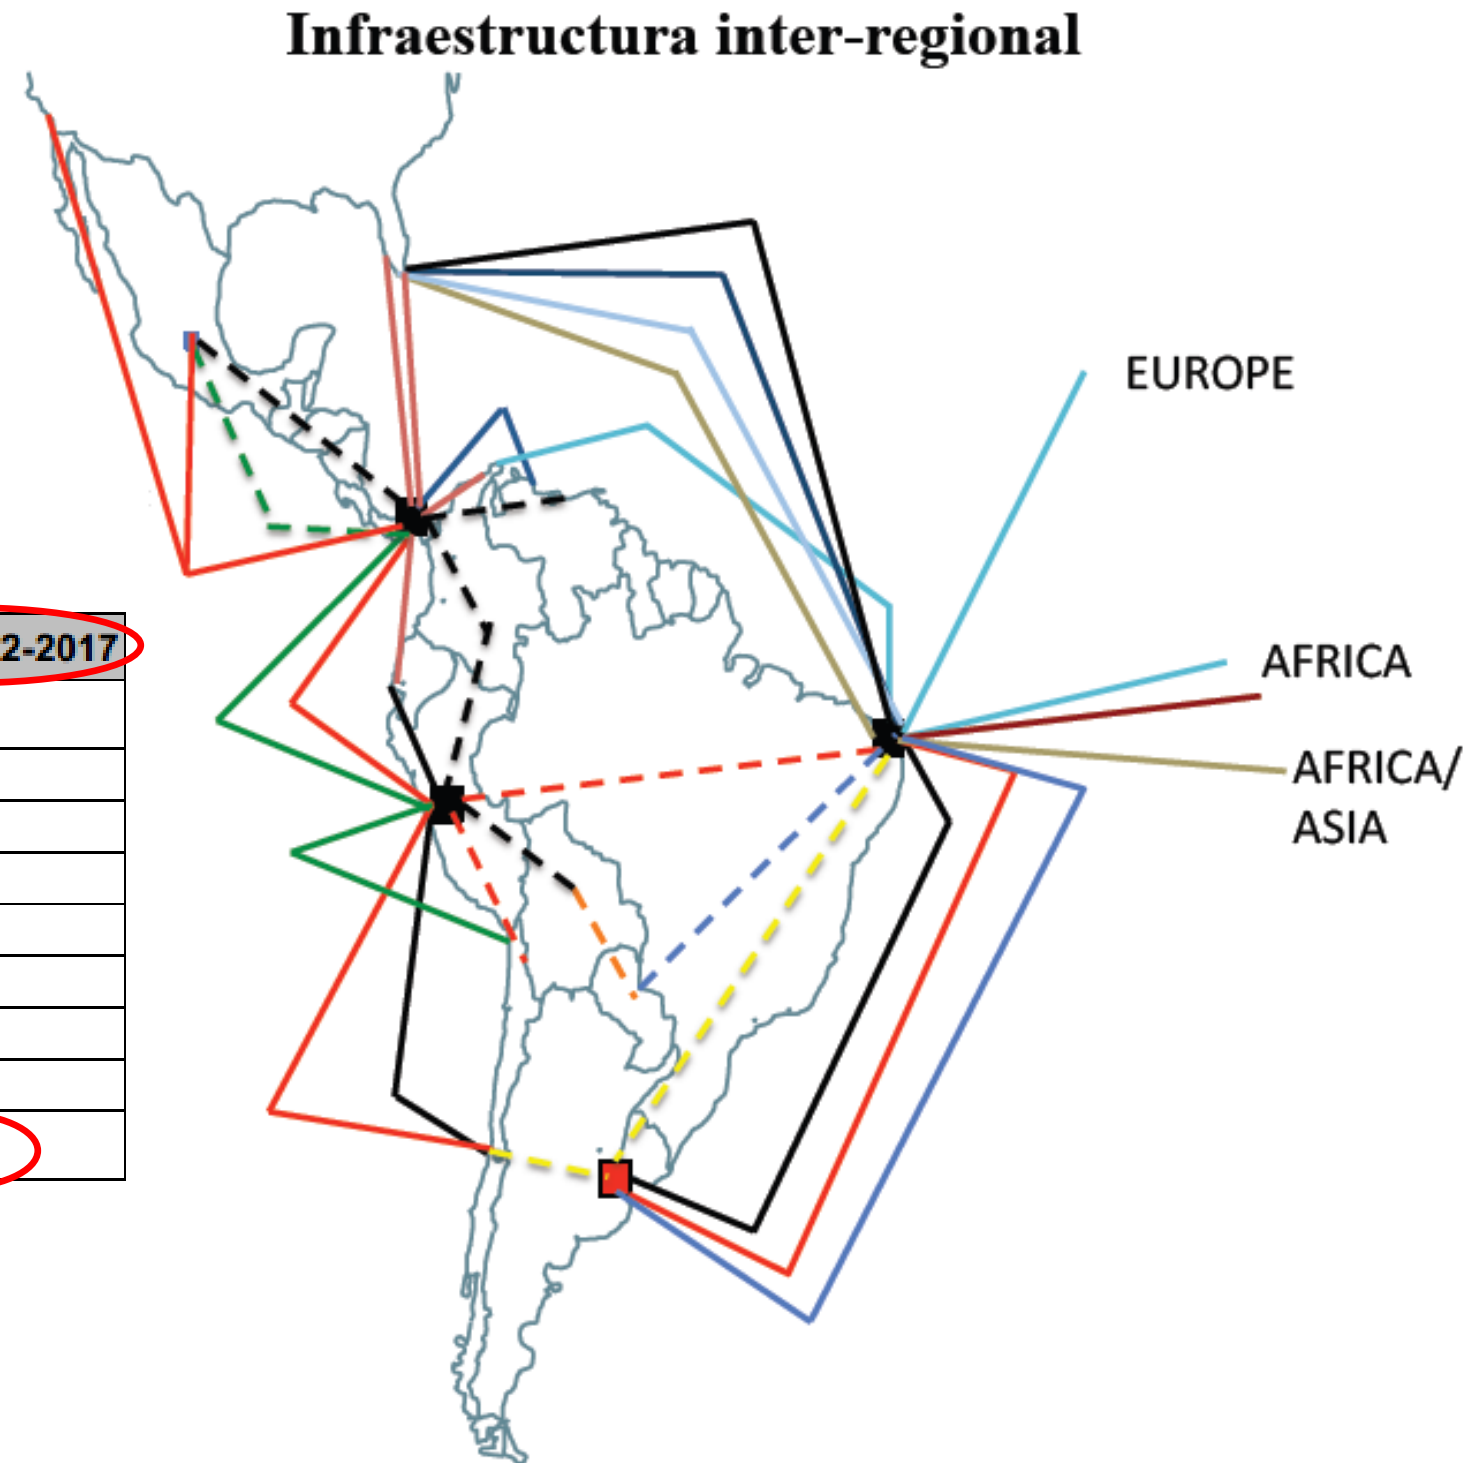 Infraestructura inter-regional
EUROPE
2-2017
AFRICA
AFRICA/
ASIA